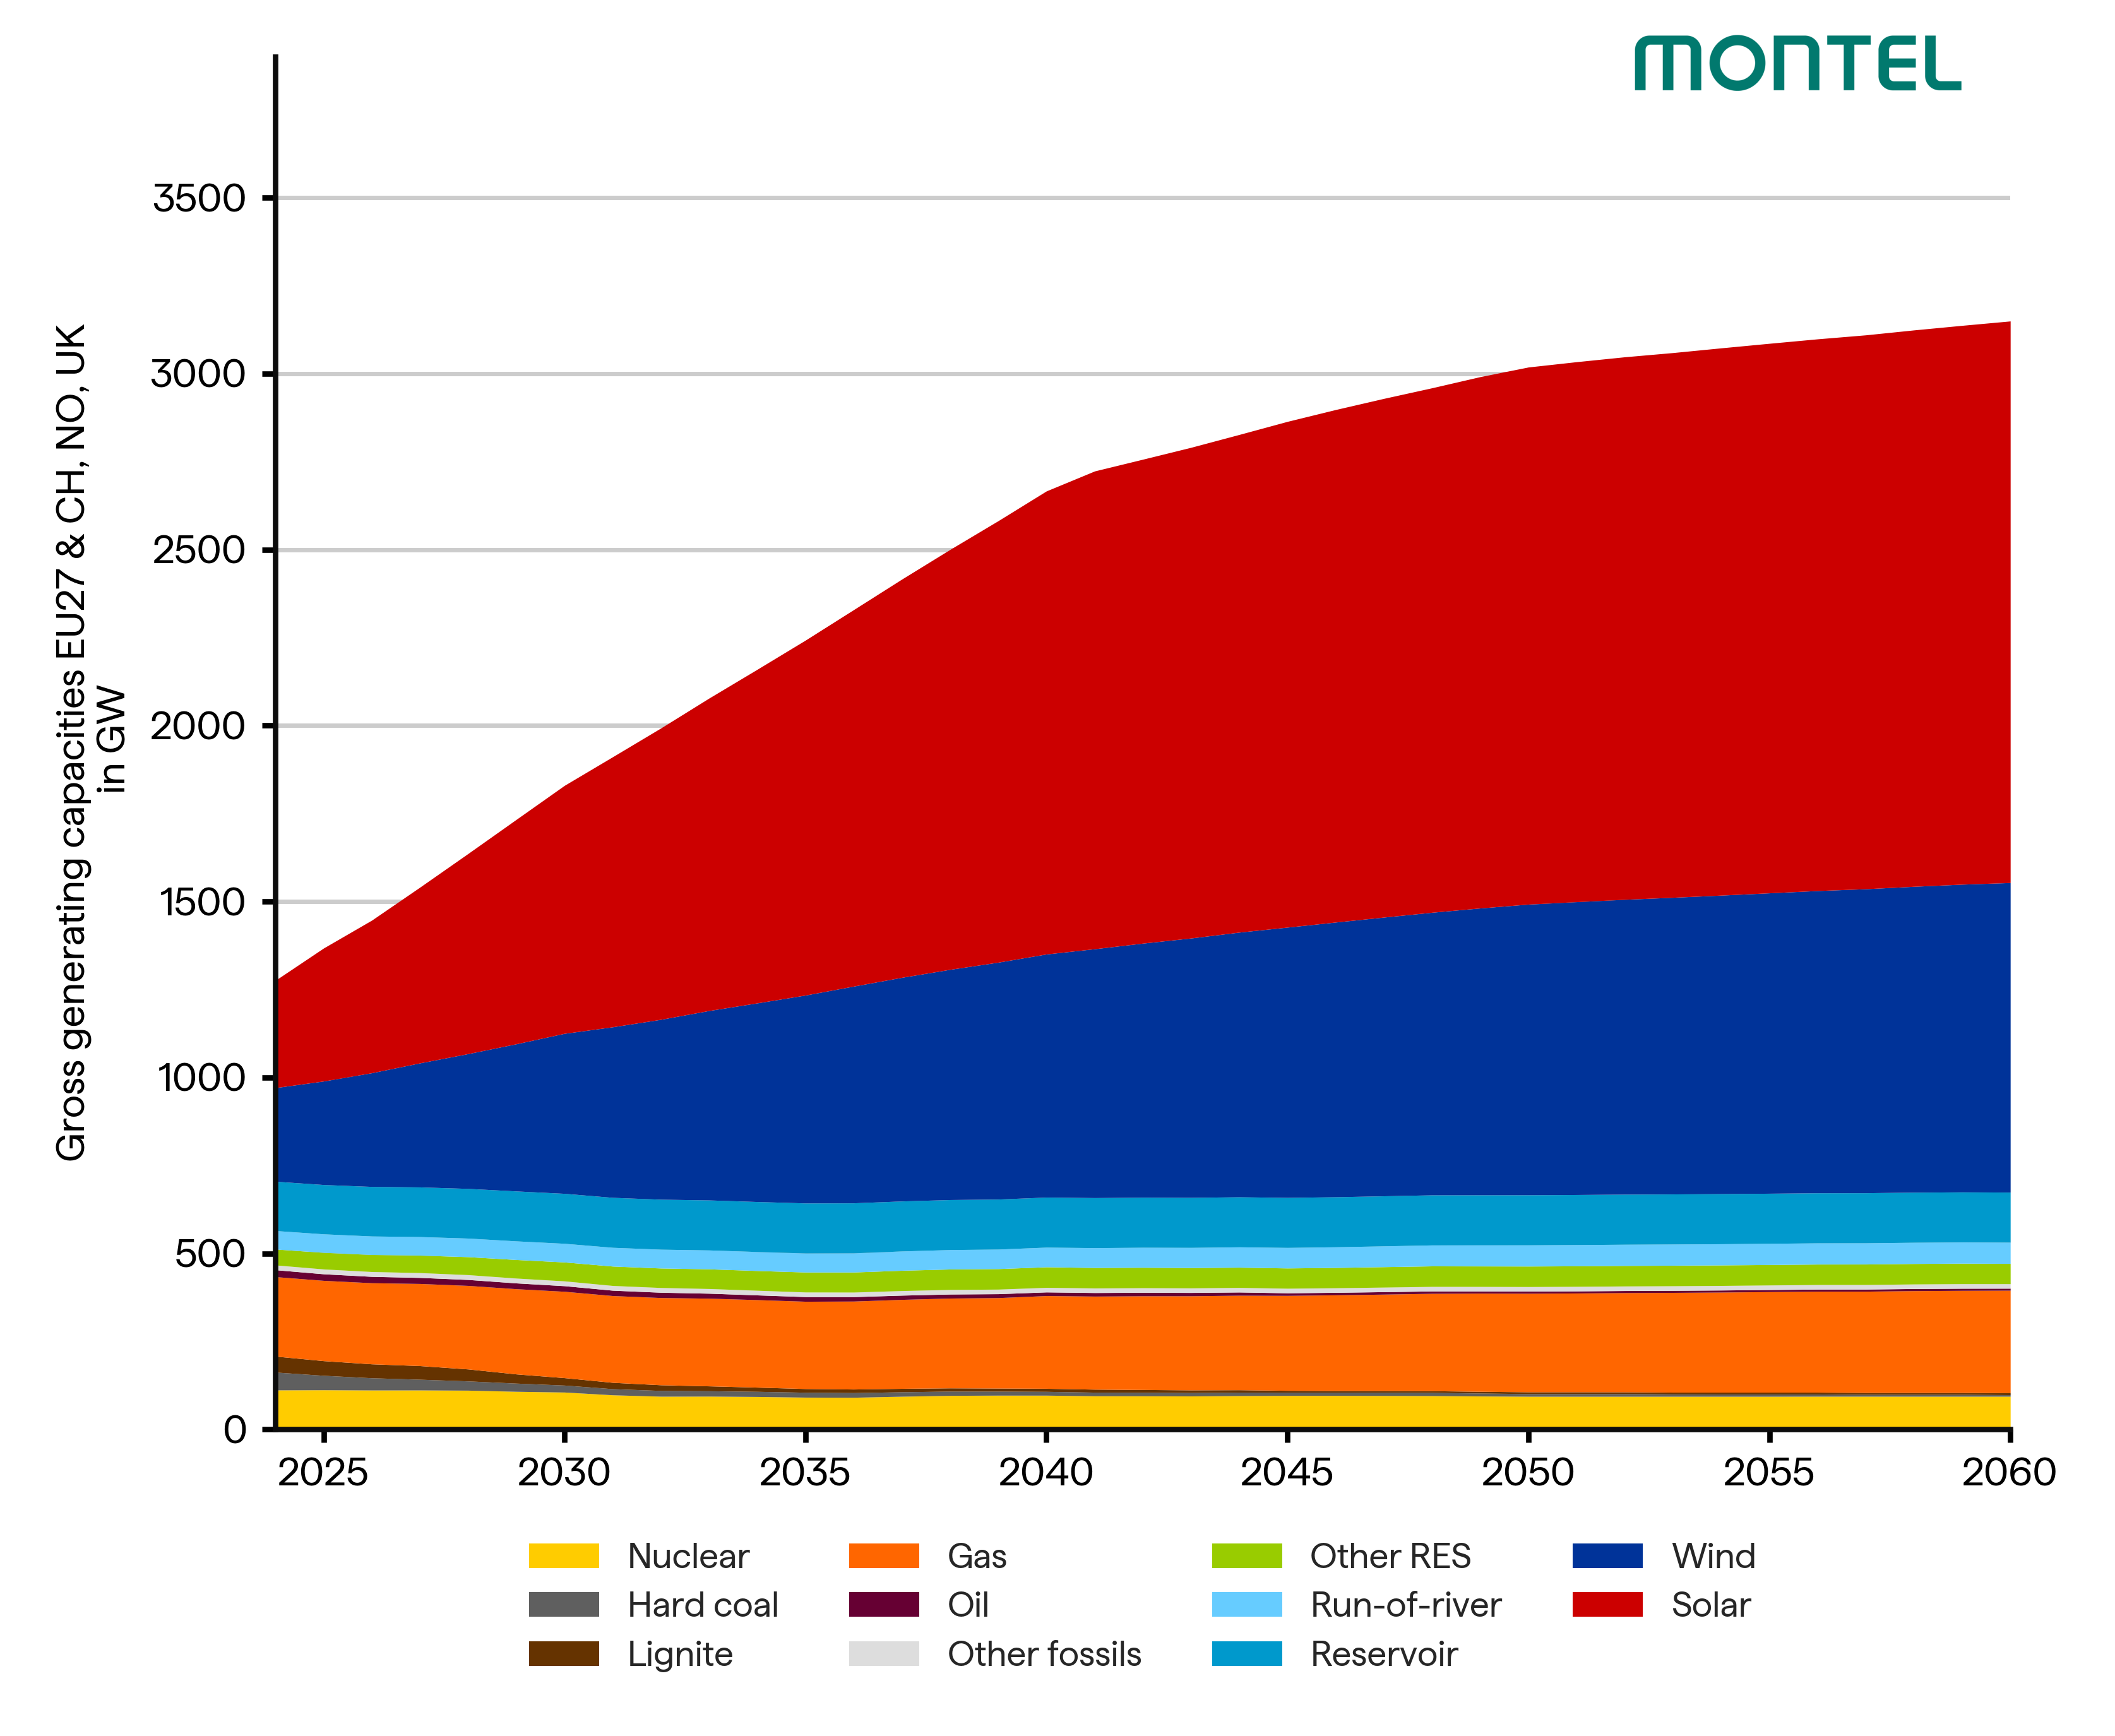 MONTEL
Gross generating capacities EU27 & CH, NO, UK
in GW
3500
3000
2500
2000
1500
1000
500
0
2025 2030 2035 2040 2045 2050 2055 2060
Nuclear Gas Other RES Wind
Hard coal Oil Run-of-river Solar
Lignite Other fossils Reservoir